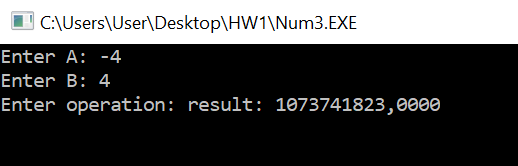 C:\Users\User\Desktop\HW1\Num3.EXE
Enter A: -4
Enter B: 4
Enter operation: result: 1073741823,0000